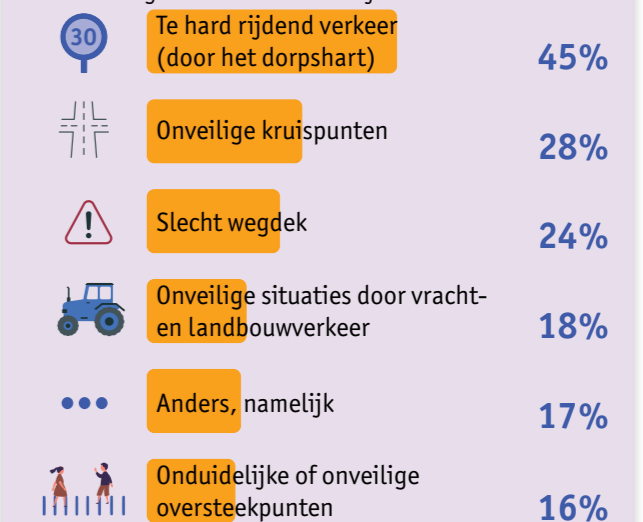 30
Te hard rijdend verkeer
(door het dorpshart)
45%
Onveilige kruispunten
28%
Slecht wegdek
24%
Onveilige situaties door vracht-
en landbouwverkeer
18%
Anders, namelijk
17%
Onduidelijke of onveilige
oversteekpunten
16%